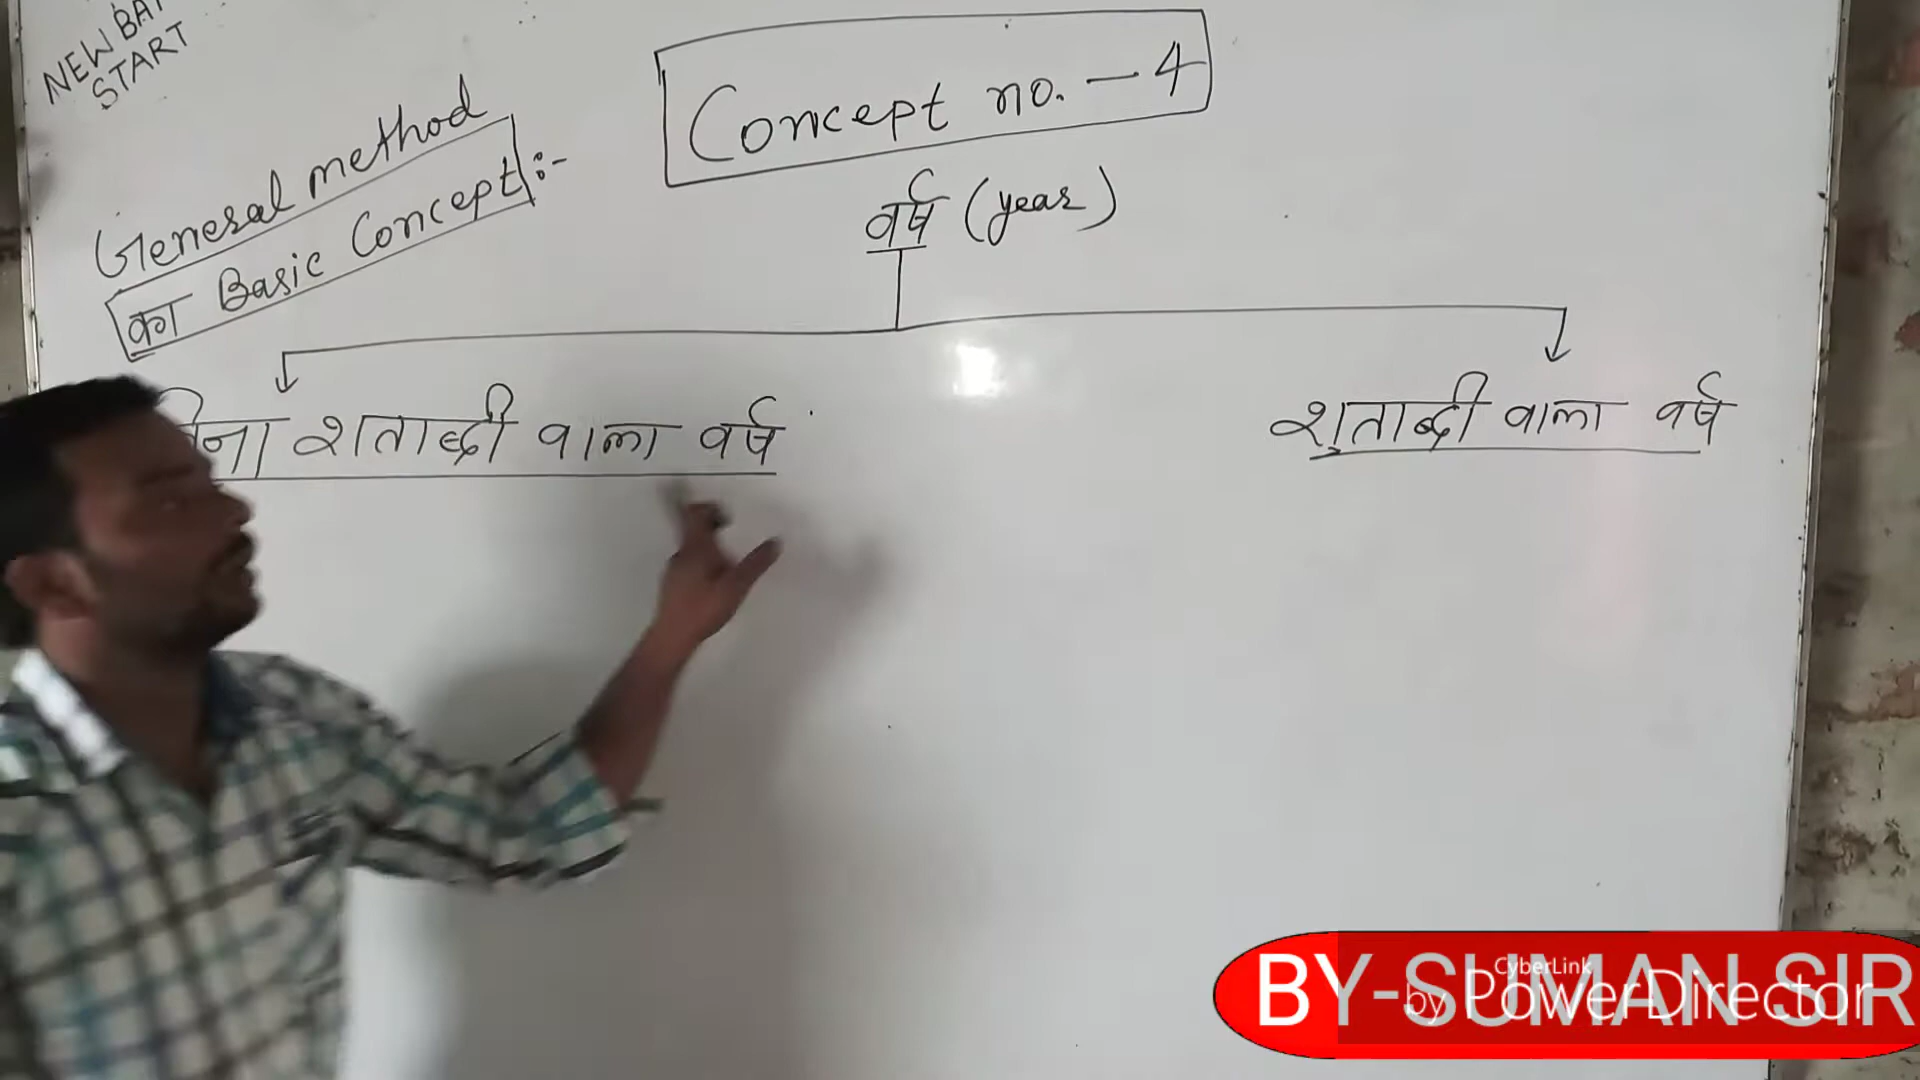 NEW
START
General method
का Basic Concept :-
Concept no. - 4
वर्ष (year)
शताब्दी वाला वर्ष
शताब्दी वाला वर्ष
BY-SUMAN SIR
CyberLink
by PowerDirector